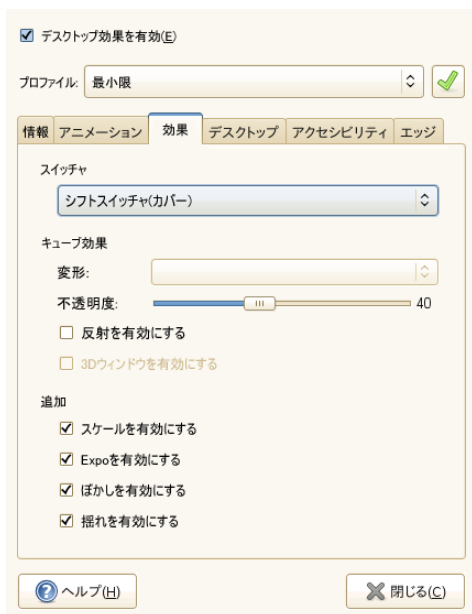 デスクトップ効果を有効(E)
プロファイル: 最小限
情報 アニメーション 効果 デスクトップ アクセシビリティ エッジ
スイッチャ
シフトスイッチャ(カバー)
キューブ効果
変形:
不透明度: 40
反射を有効にする
3Dウィンドウを有効にする
追加
スケールを有効にする
Expoを有効にする
ぼかしを有効にする
揺れを有効にする
ヘルプ(H) 閉じる(C)